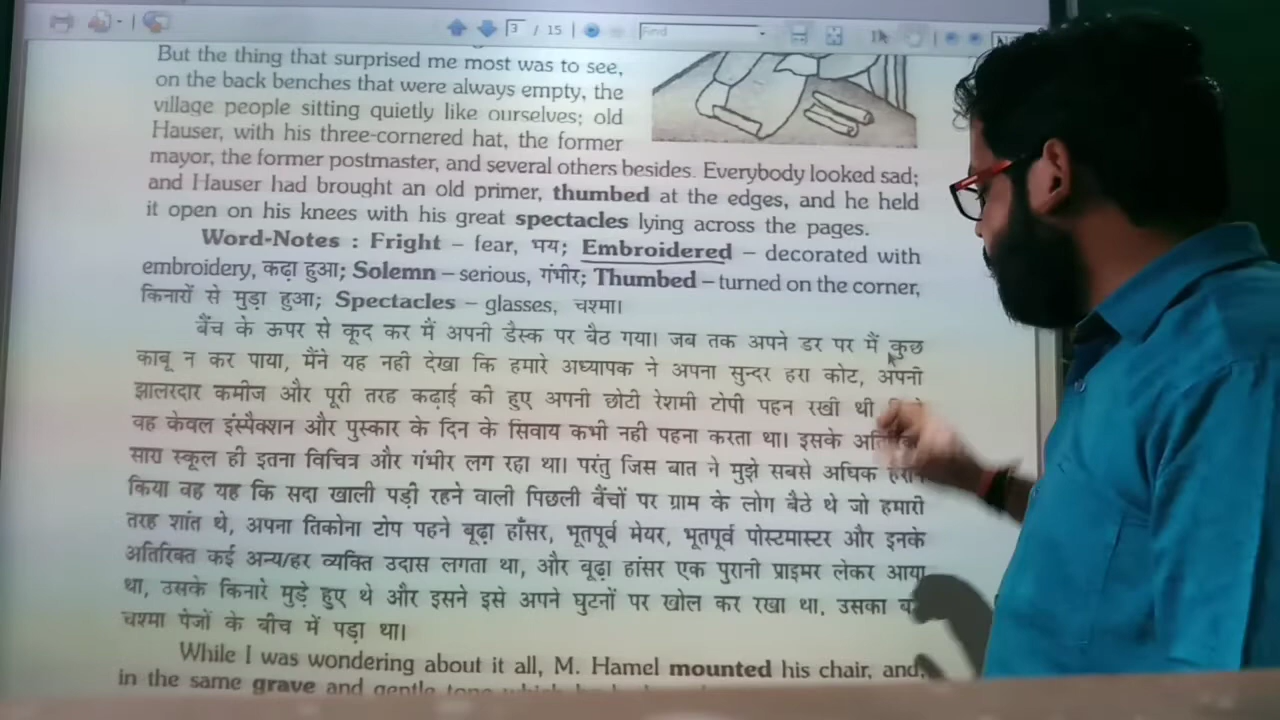 3 / 15
Find
But the thing that surprised me most was to see,
on the back benches that were always empty, the
village people sitting quietly like ourselves; old
Hauser, with his three-cornered hat, the former
mayor, the former postmaster, and several others besides. Everybody looked sad;
and Hauser had brought an old primer, thumbed at the edges, and he held
it open on his knees with his great spectacles lying across the pages.
Word-Notes : Fright – fear, भय; Embroidered – decorated with
embroidery, कढ़ा हुआ; Solemn – serious, गंभीर; Thumbed – turned on the corner,
किनारों से मुड़ा हुआ; Spectacles – glasses, चश्मा।
बैंच के ऊपर से कूद कर मैं अपनी डैस्क पर बैठ गया। जब तक अपने डर पर मैं कुछ
काबू न कर पाया, मैंने यह नही देखा कि हमारे अध्यापक ने अपना सुन्दर हरा कोट, अपनी
झालरदार कमीज और पूरी तरह कढ़ाई की हुए अपनी छोटी रेशमी टोपी पहन रखी थी
वह केवल इंस्पैक्शन और पुस्कार के दिन के सिवाय कभी नही पहना करता था। इसके
सारा स्कूल ही इतना विचित्र और गंभीर लग रहा था। परंतु जिस बात ने मुझे सबसे अधिक
किया वह यह कि सदा खाली पड़ी रहने वाली पिछली बैंचों पर ग्राम के लोग बैठे थे जो हमारी
तरह शांत थे, अपना तिकोना टोप पहने बूढ़ा हाँसर, भूतपूर्व मेयर, भूतपूर्व पोस्टमास्टर और इनके
अतिरिक्त कई अन्य/हर व्यक्ति उदास लगता था, और बूढ़ा हांसर एक पुरानी प्राइमर लेकर आया
था, उसके किनारे मुड़े हुए थे और इसने इसे अपने घुटनों पर खोल कर रखा था, उसका
चश्मा पेजों के बीच में पड़ा था।
While I was wondering about it all, M. Hamel mounted his chair, and,
in the same grave and gentle tone which